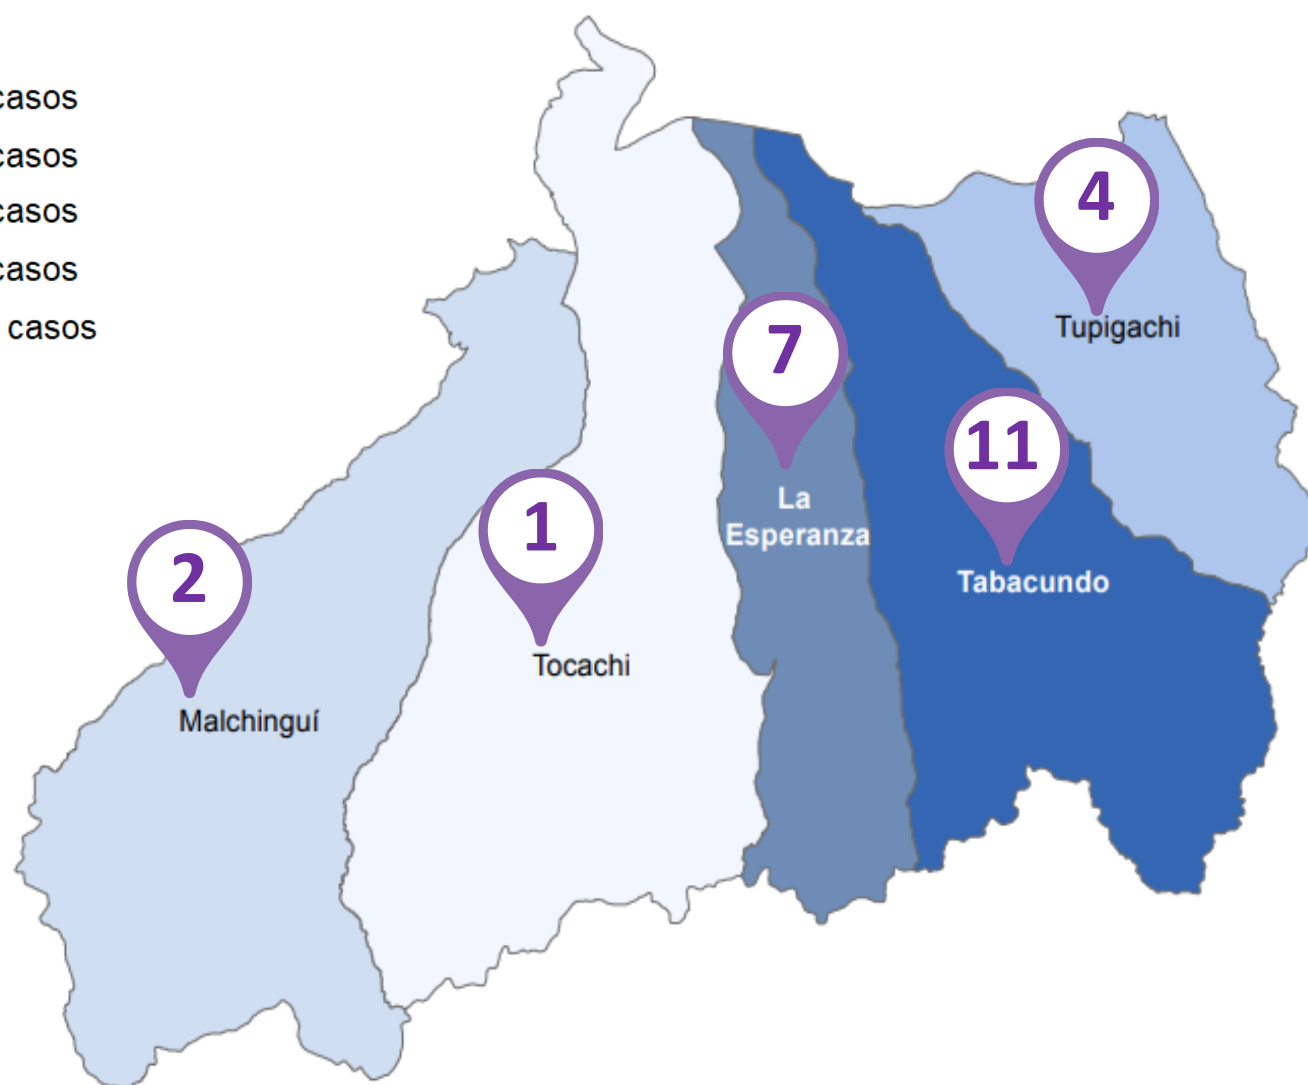 casos
casos
casos
casos
casos
4
Tupigachi
7
11
La
Esperanza
1
Tabacundo
2
Tocachi
Malchinguí